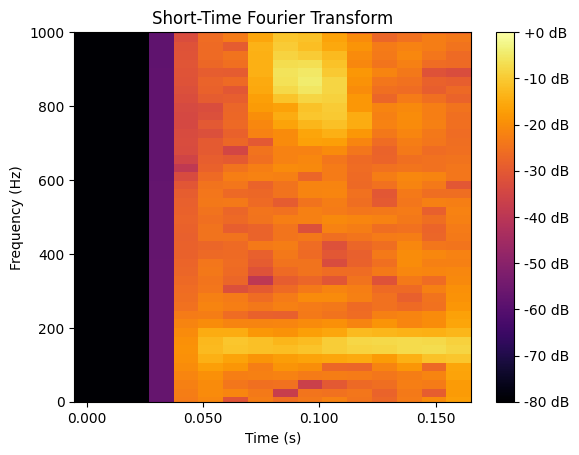 Short-Time Fourier Transform
1000
800
600
400
200
0
Frequency (Hz)
0.000
0.050
0.100
0.150
Time (s)
+0 dB
-10 dB
-20 dB
-30 dB
-40 dB
-50 dB
-60 dB
-70 dB
-80 dB